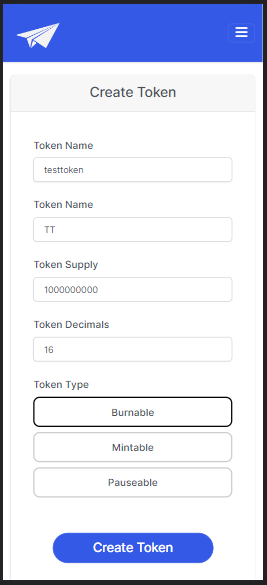 Create Token
Token Name
testtoken
Token Name
TT
Token Supply
1000000000
Token Decimals
16
Token Type
Burnable
Mintable
Pauseable
Create Token